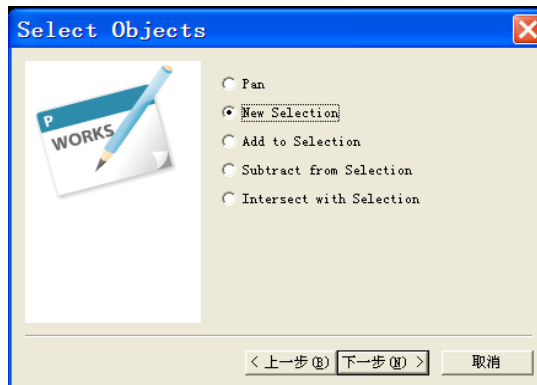 Select Objects
P
WORKS
Pan
New Selection
Add to Selection
Subtract from Selection
Intersect with Selection
< 上一步(B) 下一步(N) > 取消